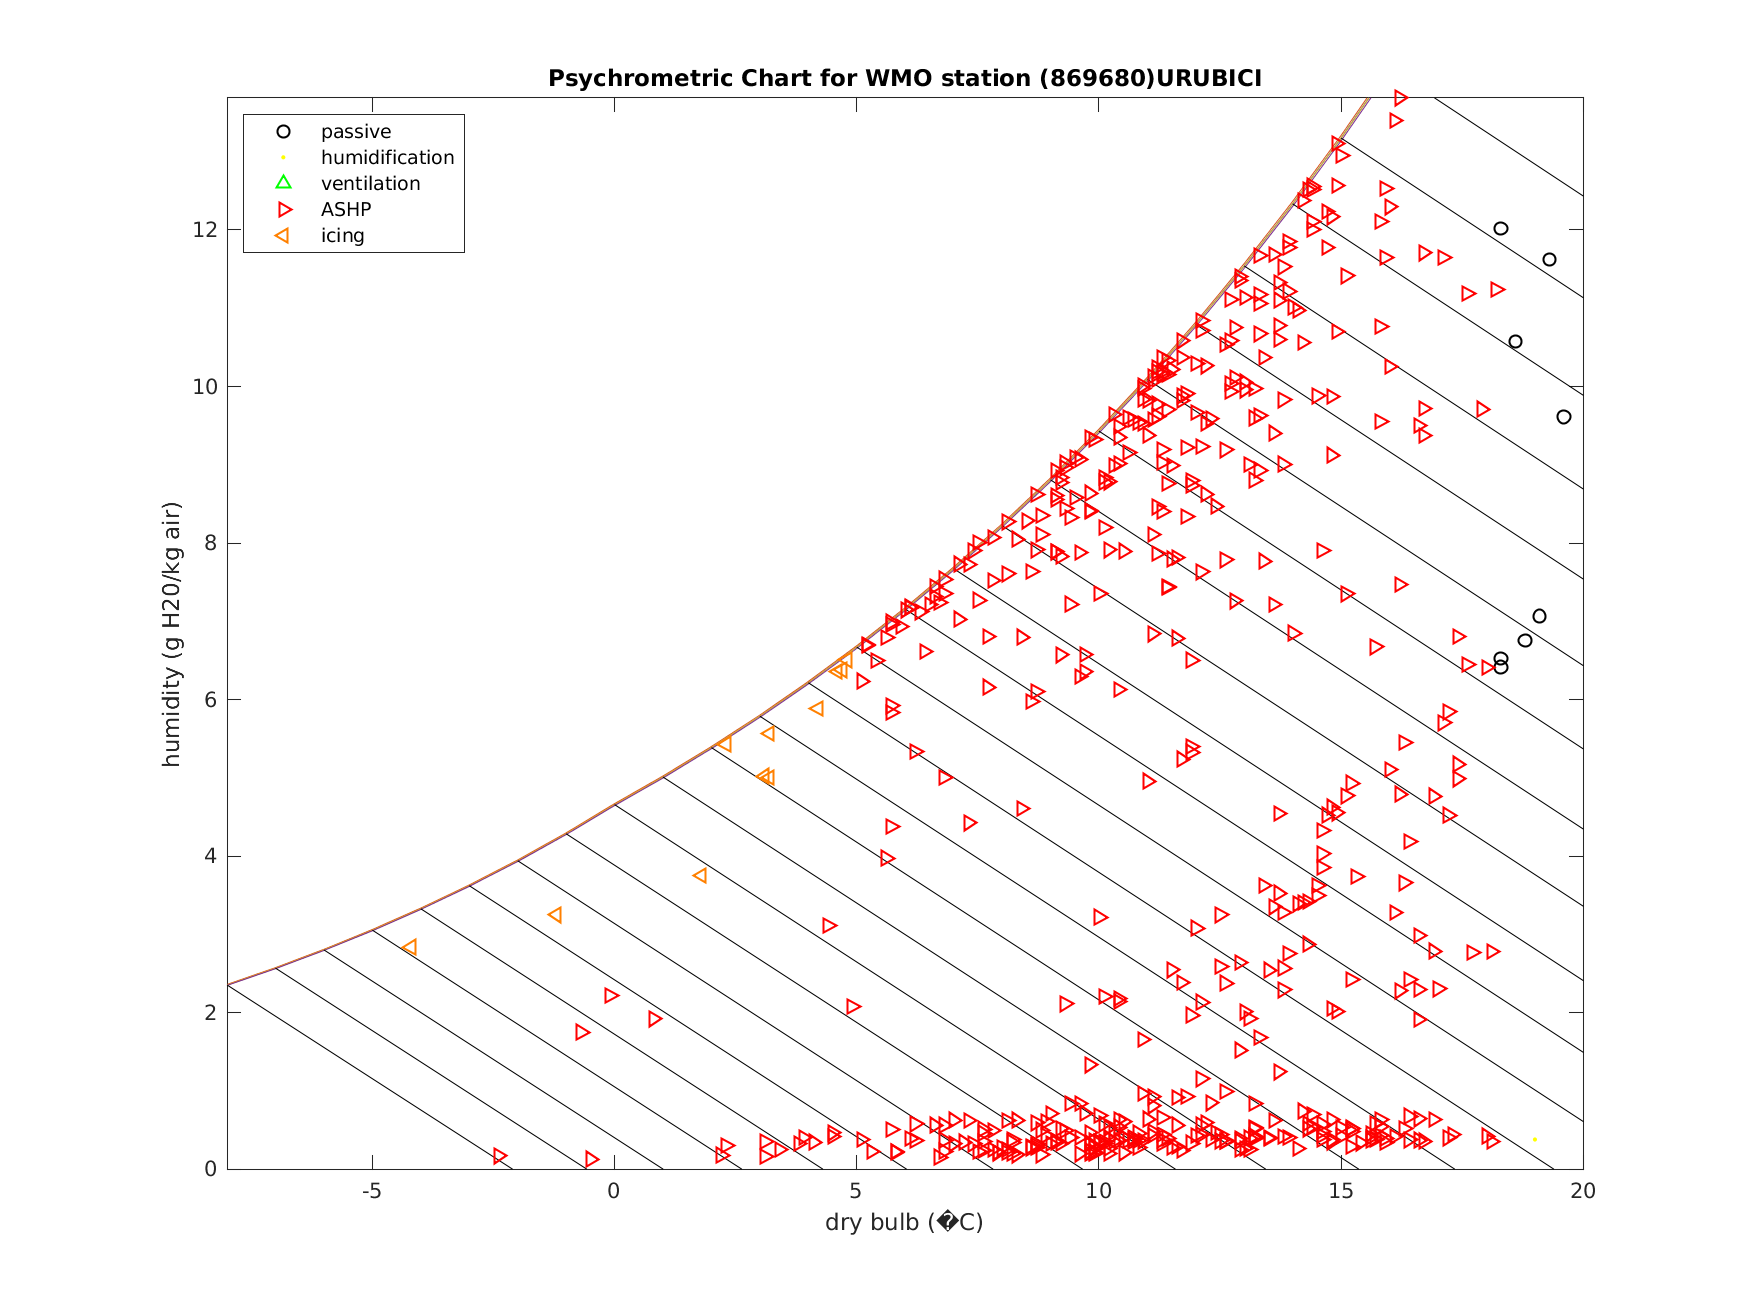 Psychrometric Chart for WMO station (869680)URUBICI
passive
humidification
ventilation
ASHP
icing
humidity (g H20/kg air)
12
10
8
6
4
2
0
-5
0
5
10
15
20
dry bulb (�C)